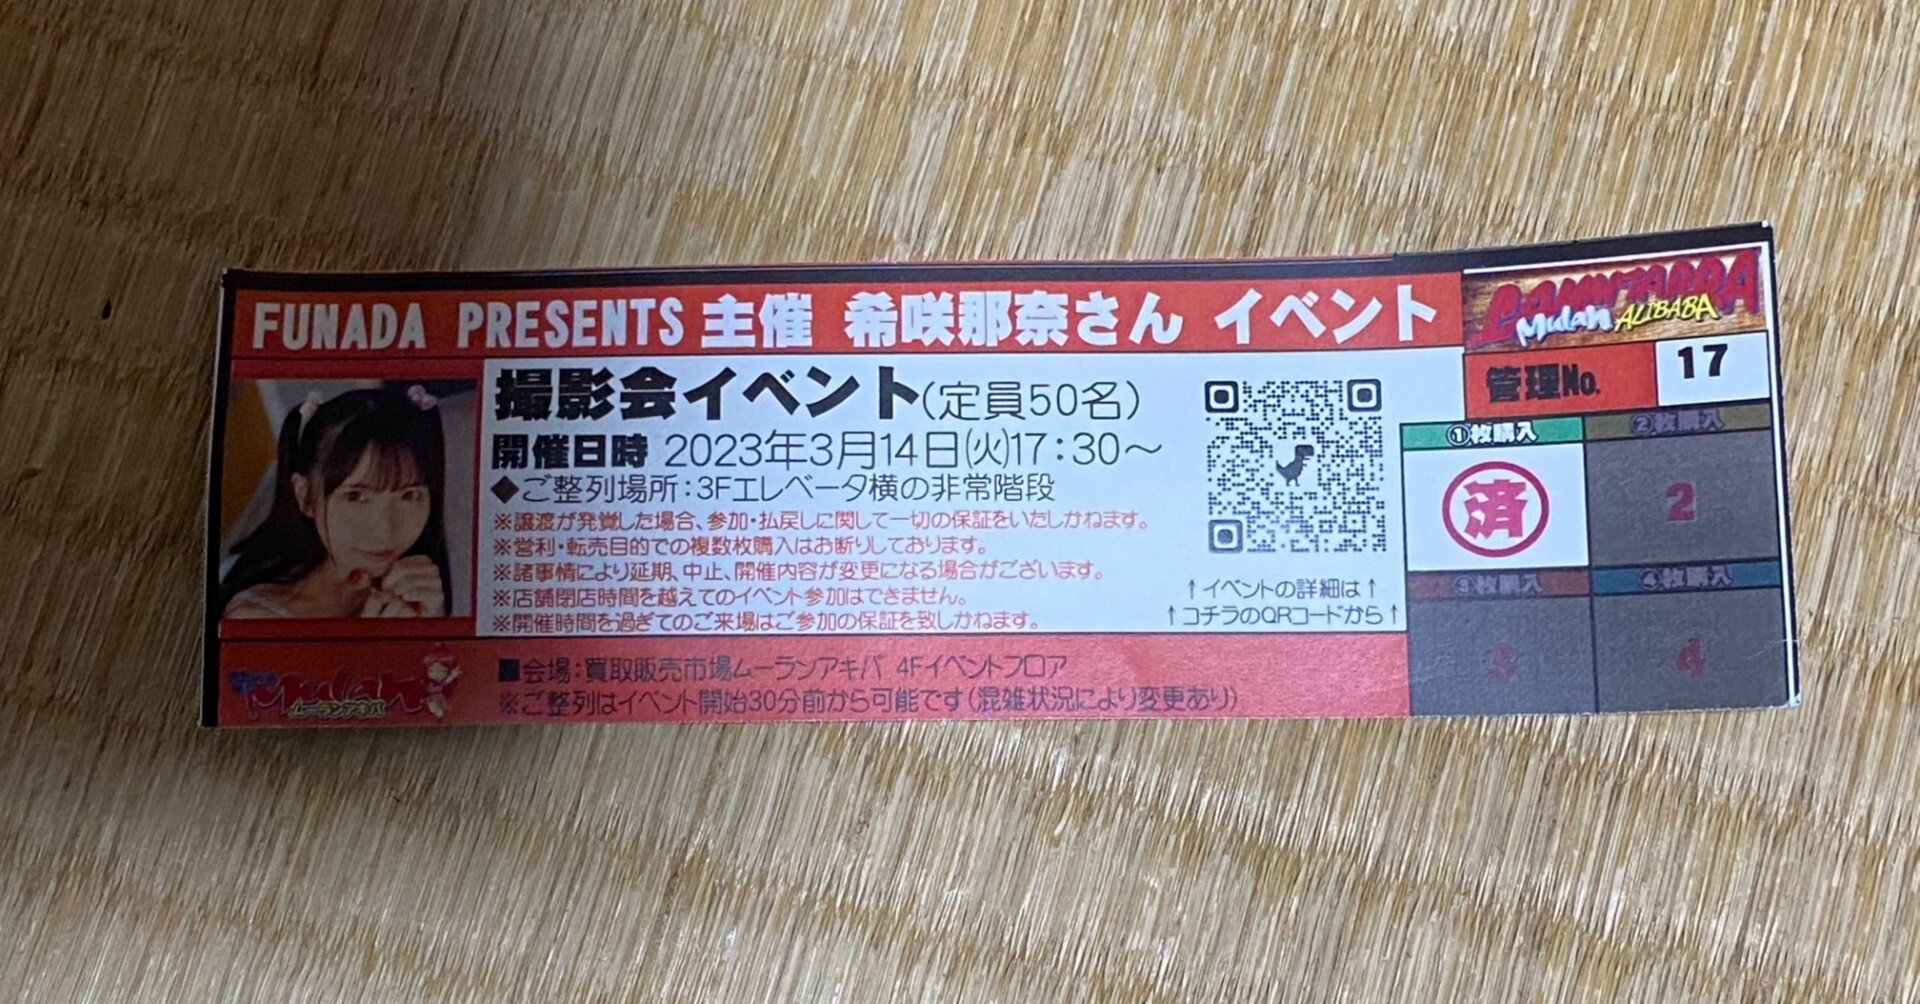 FUNADA PRESENTS 主催 希咲那奈さん イベント
Mulan ALIBABA
管理No. 17
撮影会イベント(定員50名)
開催日時 2023年3月14日(火)17:30～
◆ご整列場所:3Fエレベータ横の非常階段
※譲渡が発覚した場合、参加・払戻しに関して一切の保証をいたしかねます。
※営利・転売目的での複数枚購入はお断りしております。
※諸事情により延期、中止、開催内容が変更になる場合がございます。
※店舗閉店時間を越えてのイベント参加はできません。
※開催時間を過ぎてのご来場はご参加の保証を致しかねます。
↑イベントの詳細は↑
↑コチラのQRコードから↑
①枚購入
済
②枚購入
2
③枚購入
3
④枚購入
4
Mulan
ムーランアキバ
■会場:買取販売市場ムーランアキバ 4Fイベントフロア
※ご整列はイベント開始30分前から可能です(混雑状況により変更あり)